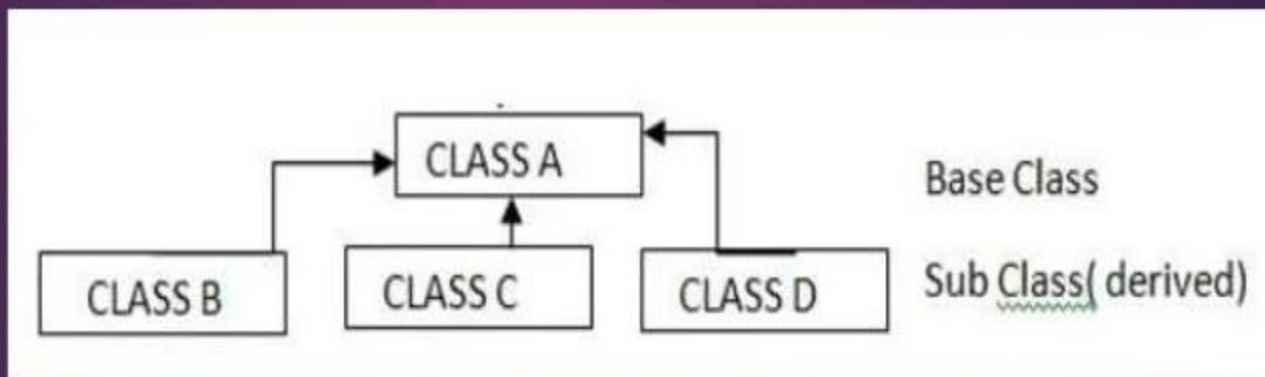 CLASS A
Base Class
CLASS B
CLASS C
CLASS D
Sub Class( derived)